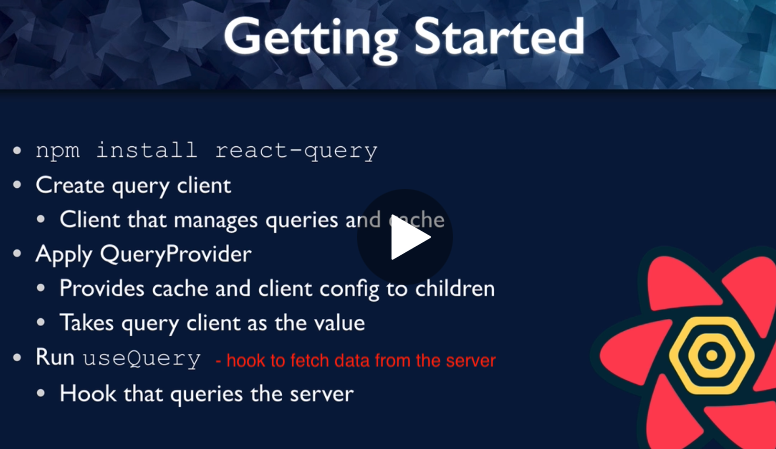 Getting Started
npm install react-query
Create query client
Client that manages queries and cache
Apply QueryProvider
Provides cache and client config to children
Takes query client as the value
Run useQuery - hook to fetch data from the server
Hook that queries the server